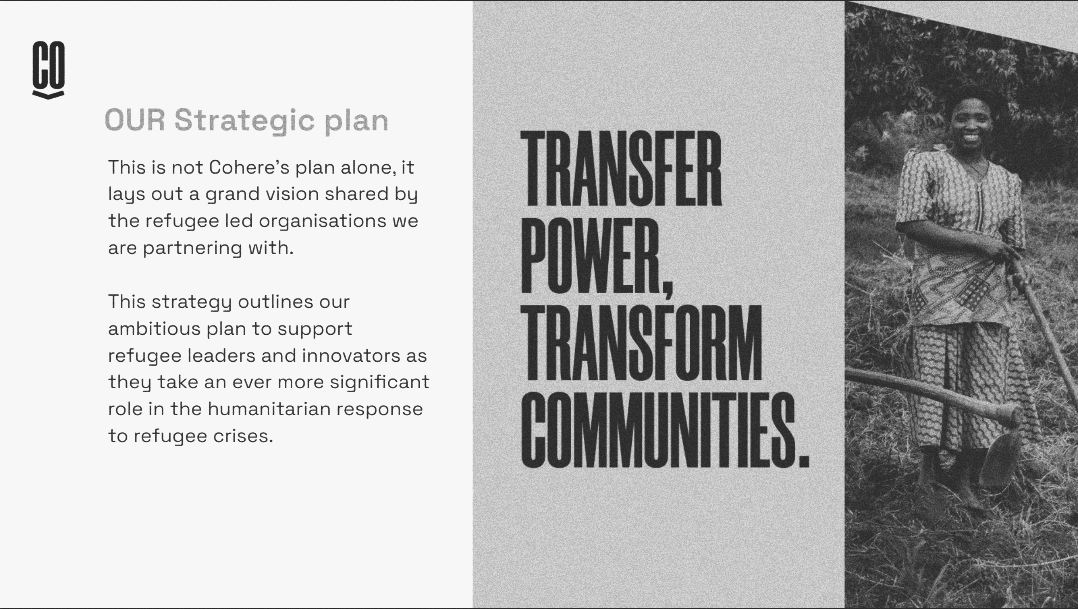 CO
OUR Strategic plan
This is not Cohere's plan alone, it
lays out a grand vision shared by
the refugee led organisations we
are partnering with.
This strategy outlines our
ambitious plan to support
refugee leaders and innovators as
they take an ever more significant
role in the humanitarian response
to refugee crises.
TRANSFER
POWER,
TRANSFORM
COMMUNITIES.